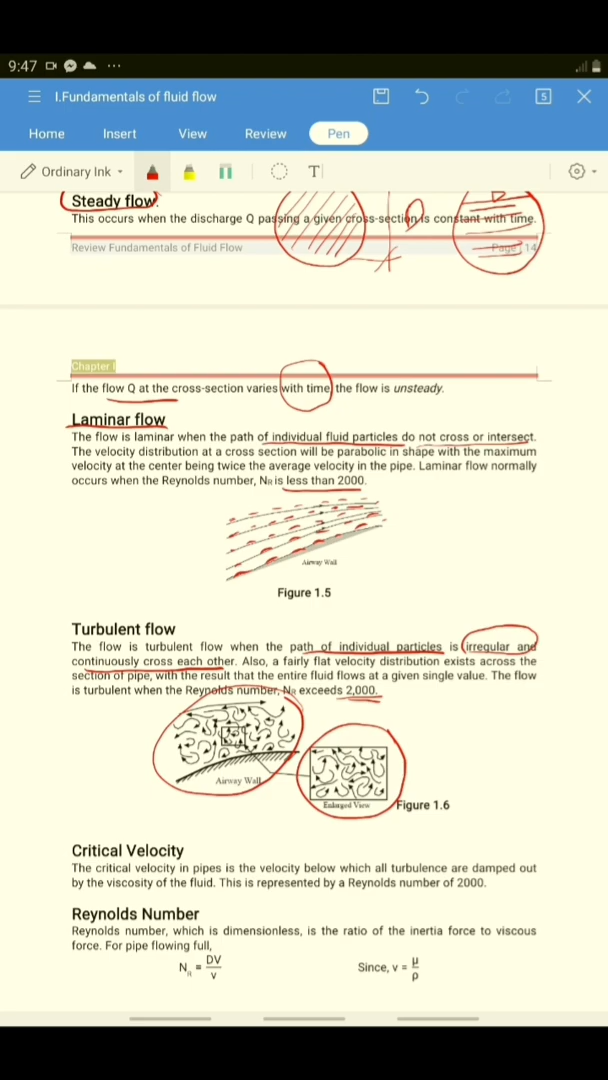 9:47 ...
I.Fundamentals of fluid flow
5
Home Insert View Review Pen
Ordinary Ink T
Steady flow.
This occurs when the discharge Q passing a given cross-section is constant with time.
D
Review Fundamentals of Fluid Flow Page 14
Chapter I
If the flow Q at the cross-section varies with time, the flow is unsteady.
Laminar flow
The flow is laminar when the path of individual fluid particles do not cross or intersect.
The velocity distribution at a cross section will be parabolic in shape with the maximum
velocity at the center being twice the average velocity in the pipe. Laminar flow normally
occurs when the Reynolds number, NR is less than 2000.
Airway Wall
Figure 1.5
Turbulent flow
The flow is turbulent flow when the path of individual particles is irregular and
continuously cross each other. Also, a fairly flat velocity distribution exists across the
section of pipe, with the result that the entire fluid flows at a given single value. The flow
is turbulent when the Reynolds number, NR exceeds 2,000.
Airway Wall
Enlarged View Figure 1.6
Critical Velocity
The critical velocity in pipes is the velocity below which all turbulence are damped out
by the viscosity of the fluid. This is represented by a Reynolds number of 2000.
Reynolds Number
Reynolds number, which is dimensionless, is the ratio of the inertia force to viscous
force. For pipe flowing full,
NR = DV/v Since, v = μ/ρ